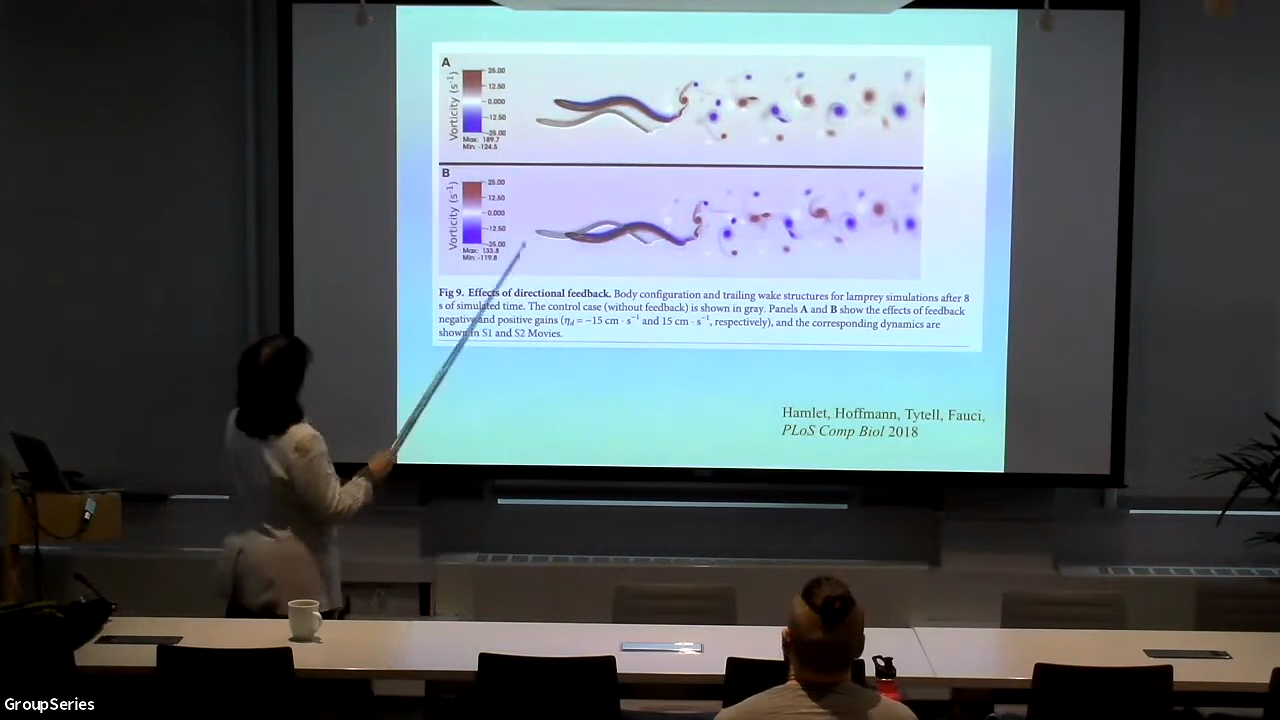 A
Vorticity (s⁻¹)
25.00
12.50
0.000
-12.50
-25.00
Max: 189.7
Min: -124.5
B
Vorticity (s⁻¹)
25.00
12.50
0.000
-12.50
-25.00
Max: 133.8
Min: -119.8
Fig 9. Effects of directional feedback. Body configuration and trailing wake structures for lamprey simulations after 8
s of simulated time. The control case (without feedback) is shown in gray. Panels A and B show the effects of feedback
negative and positive gains (η_d = −15 cm · s⁻¹ and 15 cm · s⁻¹, respectively), and the corresponding dynamics are
shown in S1 and S2 Movies.
Hamlet, Hoffmann, Tytell, Fauci,
PLoS Comp Biol 2018
GroupSeries